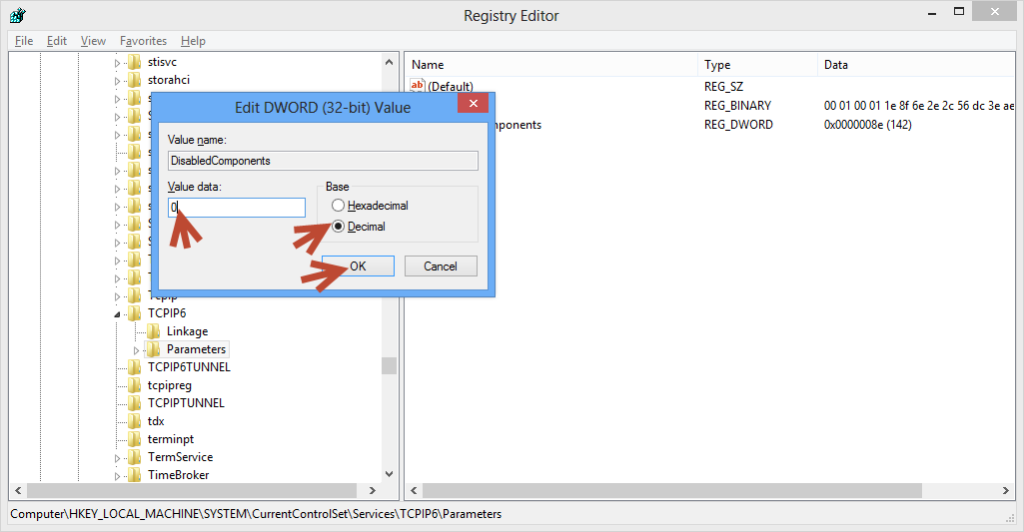 Registry Editor
File Edit View Favorites Help
stisvc
storahci
Tcpip
TCPIP6
Linkage
Parameters
TCPIP6TUNNEL
tcpipreg
TCPIPTUNNEL
tdx
terminpt
TermService
TimeBroker
Name Type Data
ab (Default) REG_SZ
REG_BINARY 00 01 00 01 1e 8f 6e 2e 2c 56 dc 3e ae
mponents REG_DWORD 0x0000008e (142)
Edit DWORD (32-bit) Value
Value name:
DisabledComponents
Value data:
0
Base
Hexadecimal
Decimal
OK Cancel
Computer\HKEY_LOCAL_MACHINE\SYSTEM\CurrentControlSet\Services\TCPIP6\Parameters